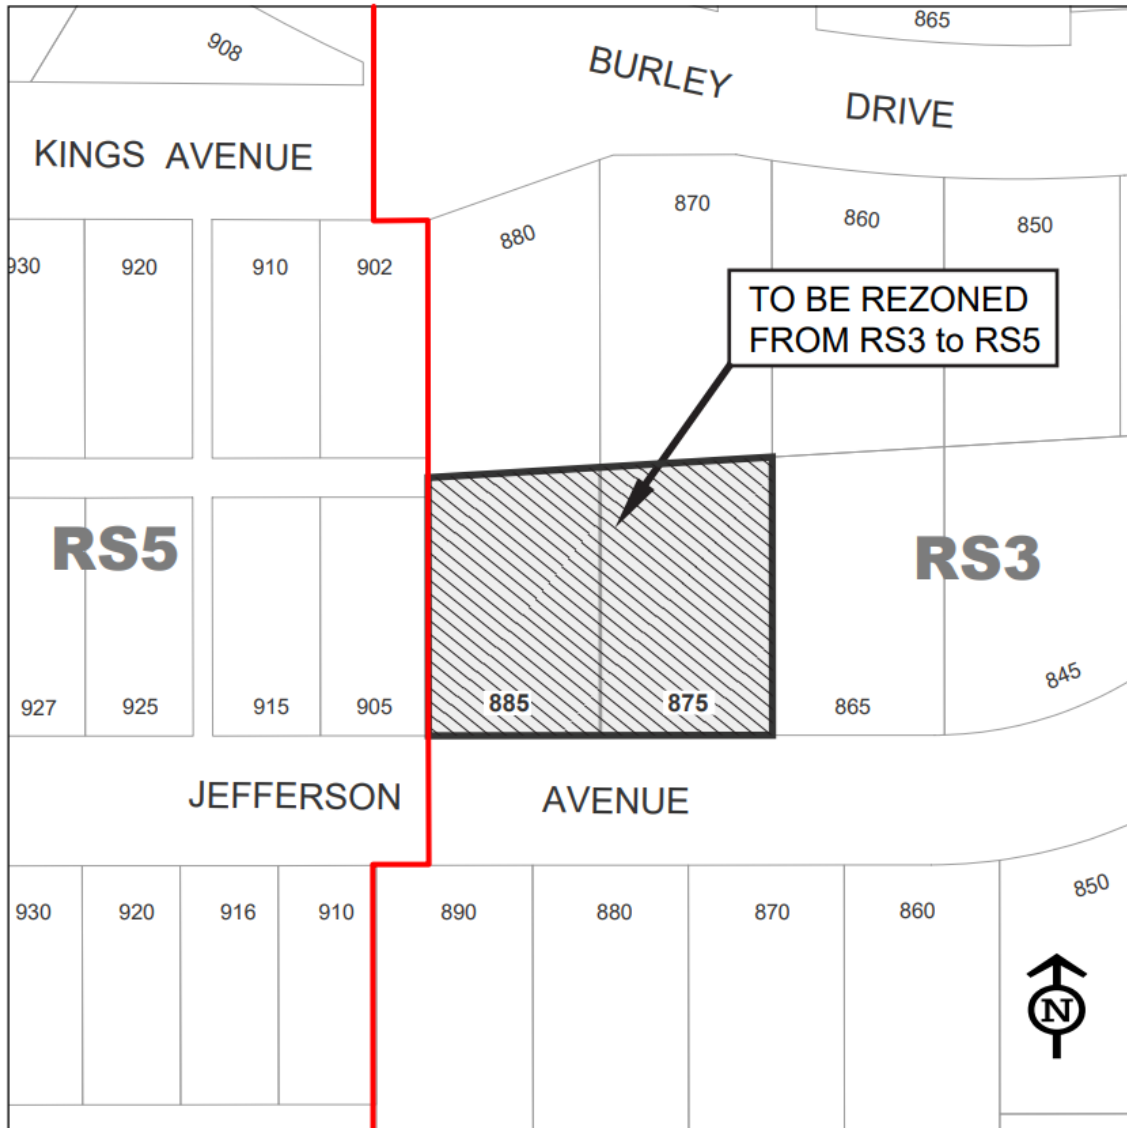 908
865
BURLEY DRIVE
KINGS AVENUE
930 920 910 902
880 870 860 850
TO BE REZONED
FROM RS3 to RS5
RS5 RS3
927 925 915 905 885 875 865 845
JEFFERSON AVENUE
930 920 916 910 890 880 870 860 850
N